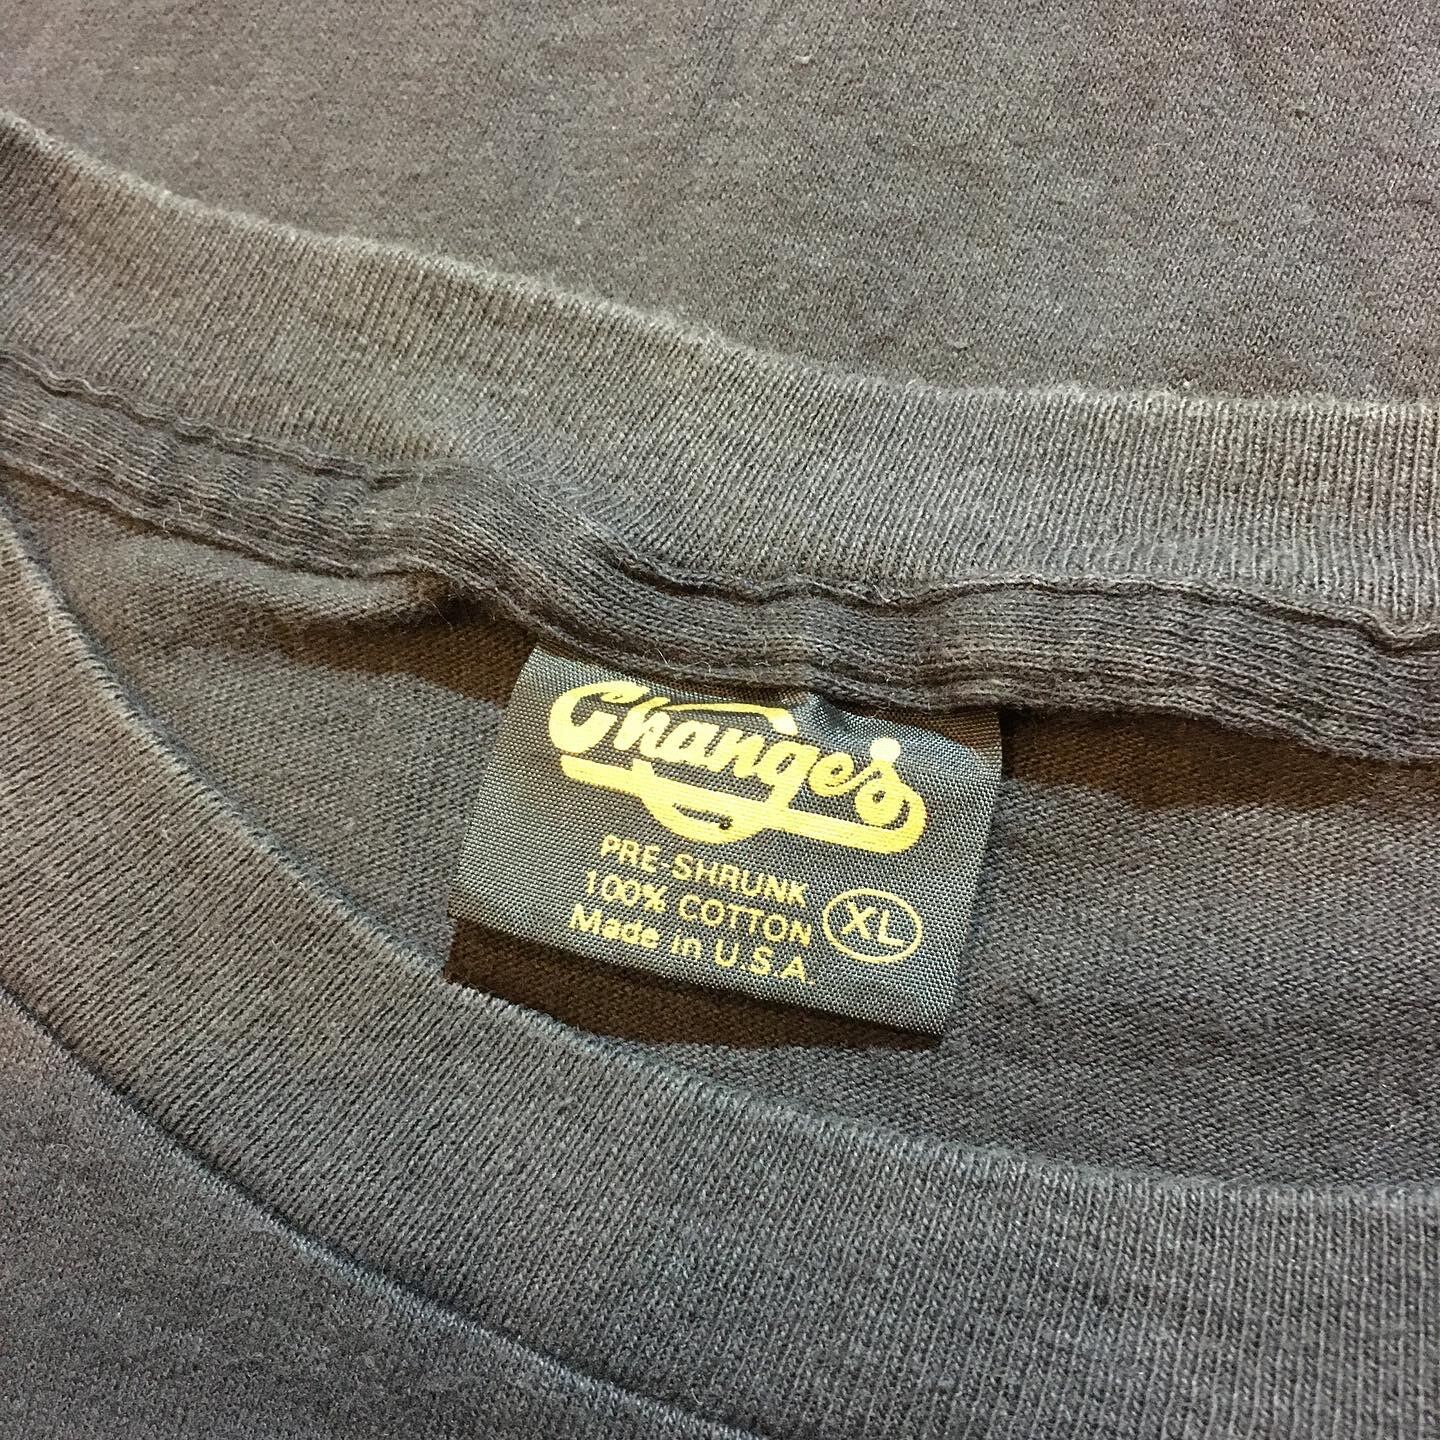 Changes
PRE-SHRUNK
100% COTTON
Made in U.S.A.
XL